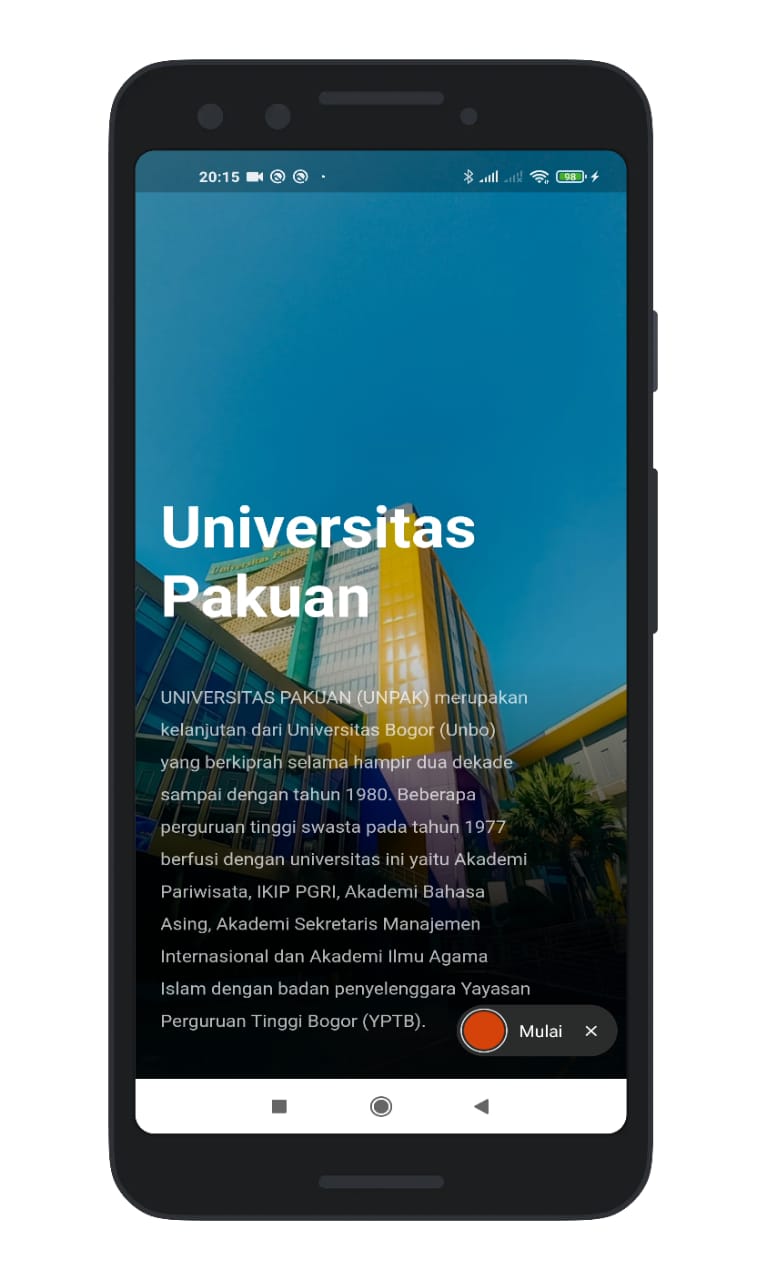 20:15
98
Universitas
Pakuan
UNIVERSITAS PAKUAN (UNPAK) merupakan
kelanjutan dari Universitas Bogor (Unbo)
yang berkiprah selama hampir dua dekade
sampai dengan tahun 1980. Beberapa
perguruan tinggi swasta pada tahun 1977
berfusi dengan universitas ini yaitu Akademi
Pariwisata, IKIP PGRI, Akademi Bahasa
Asing, Akademi Sekretaris Manajemen
Internasional dan Akademi Ilmu Agama
Islam dengan badan penyelenggara Yayasan
Perguruan Tinggi Bogor (YPTB).
Mulai